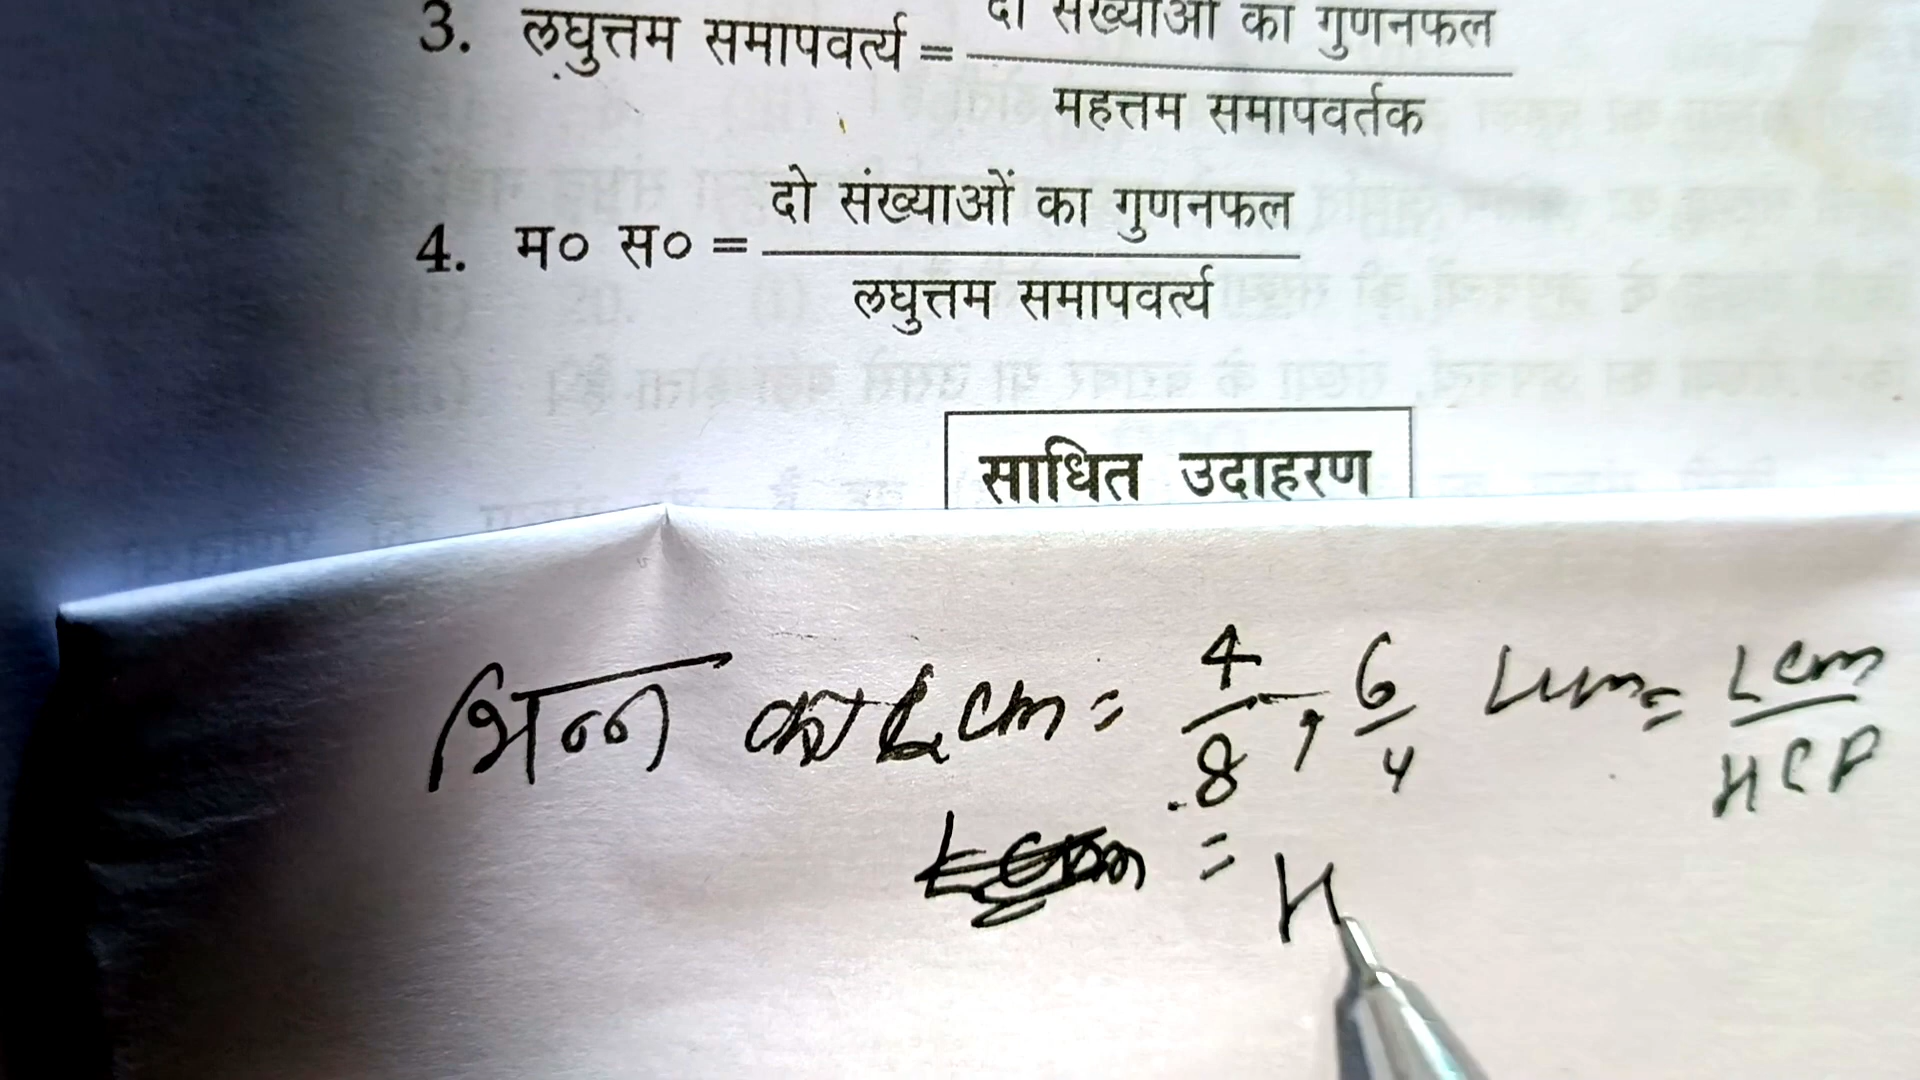 3. लघुत्तम समापवर्त्य = दो संख्याओं का गुणनफल
महत्तम समापवर्तक
4. म० स० = दो संख्याओं का गुणनफल
लघुत्तम समापवर्त्य
साधित उदाहरण
भिन्न का Lcm = 4/8, 6/4 Lcm = Lcm/HCF
= H